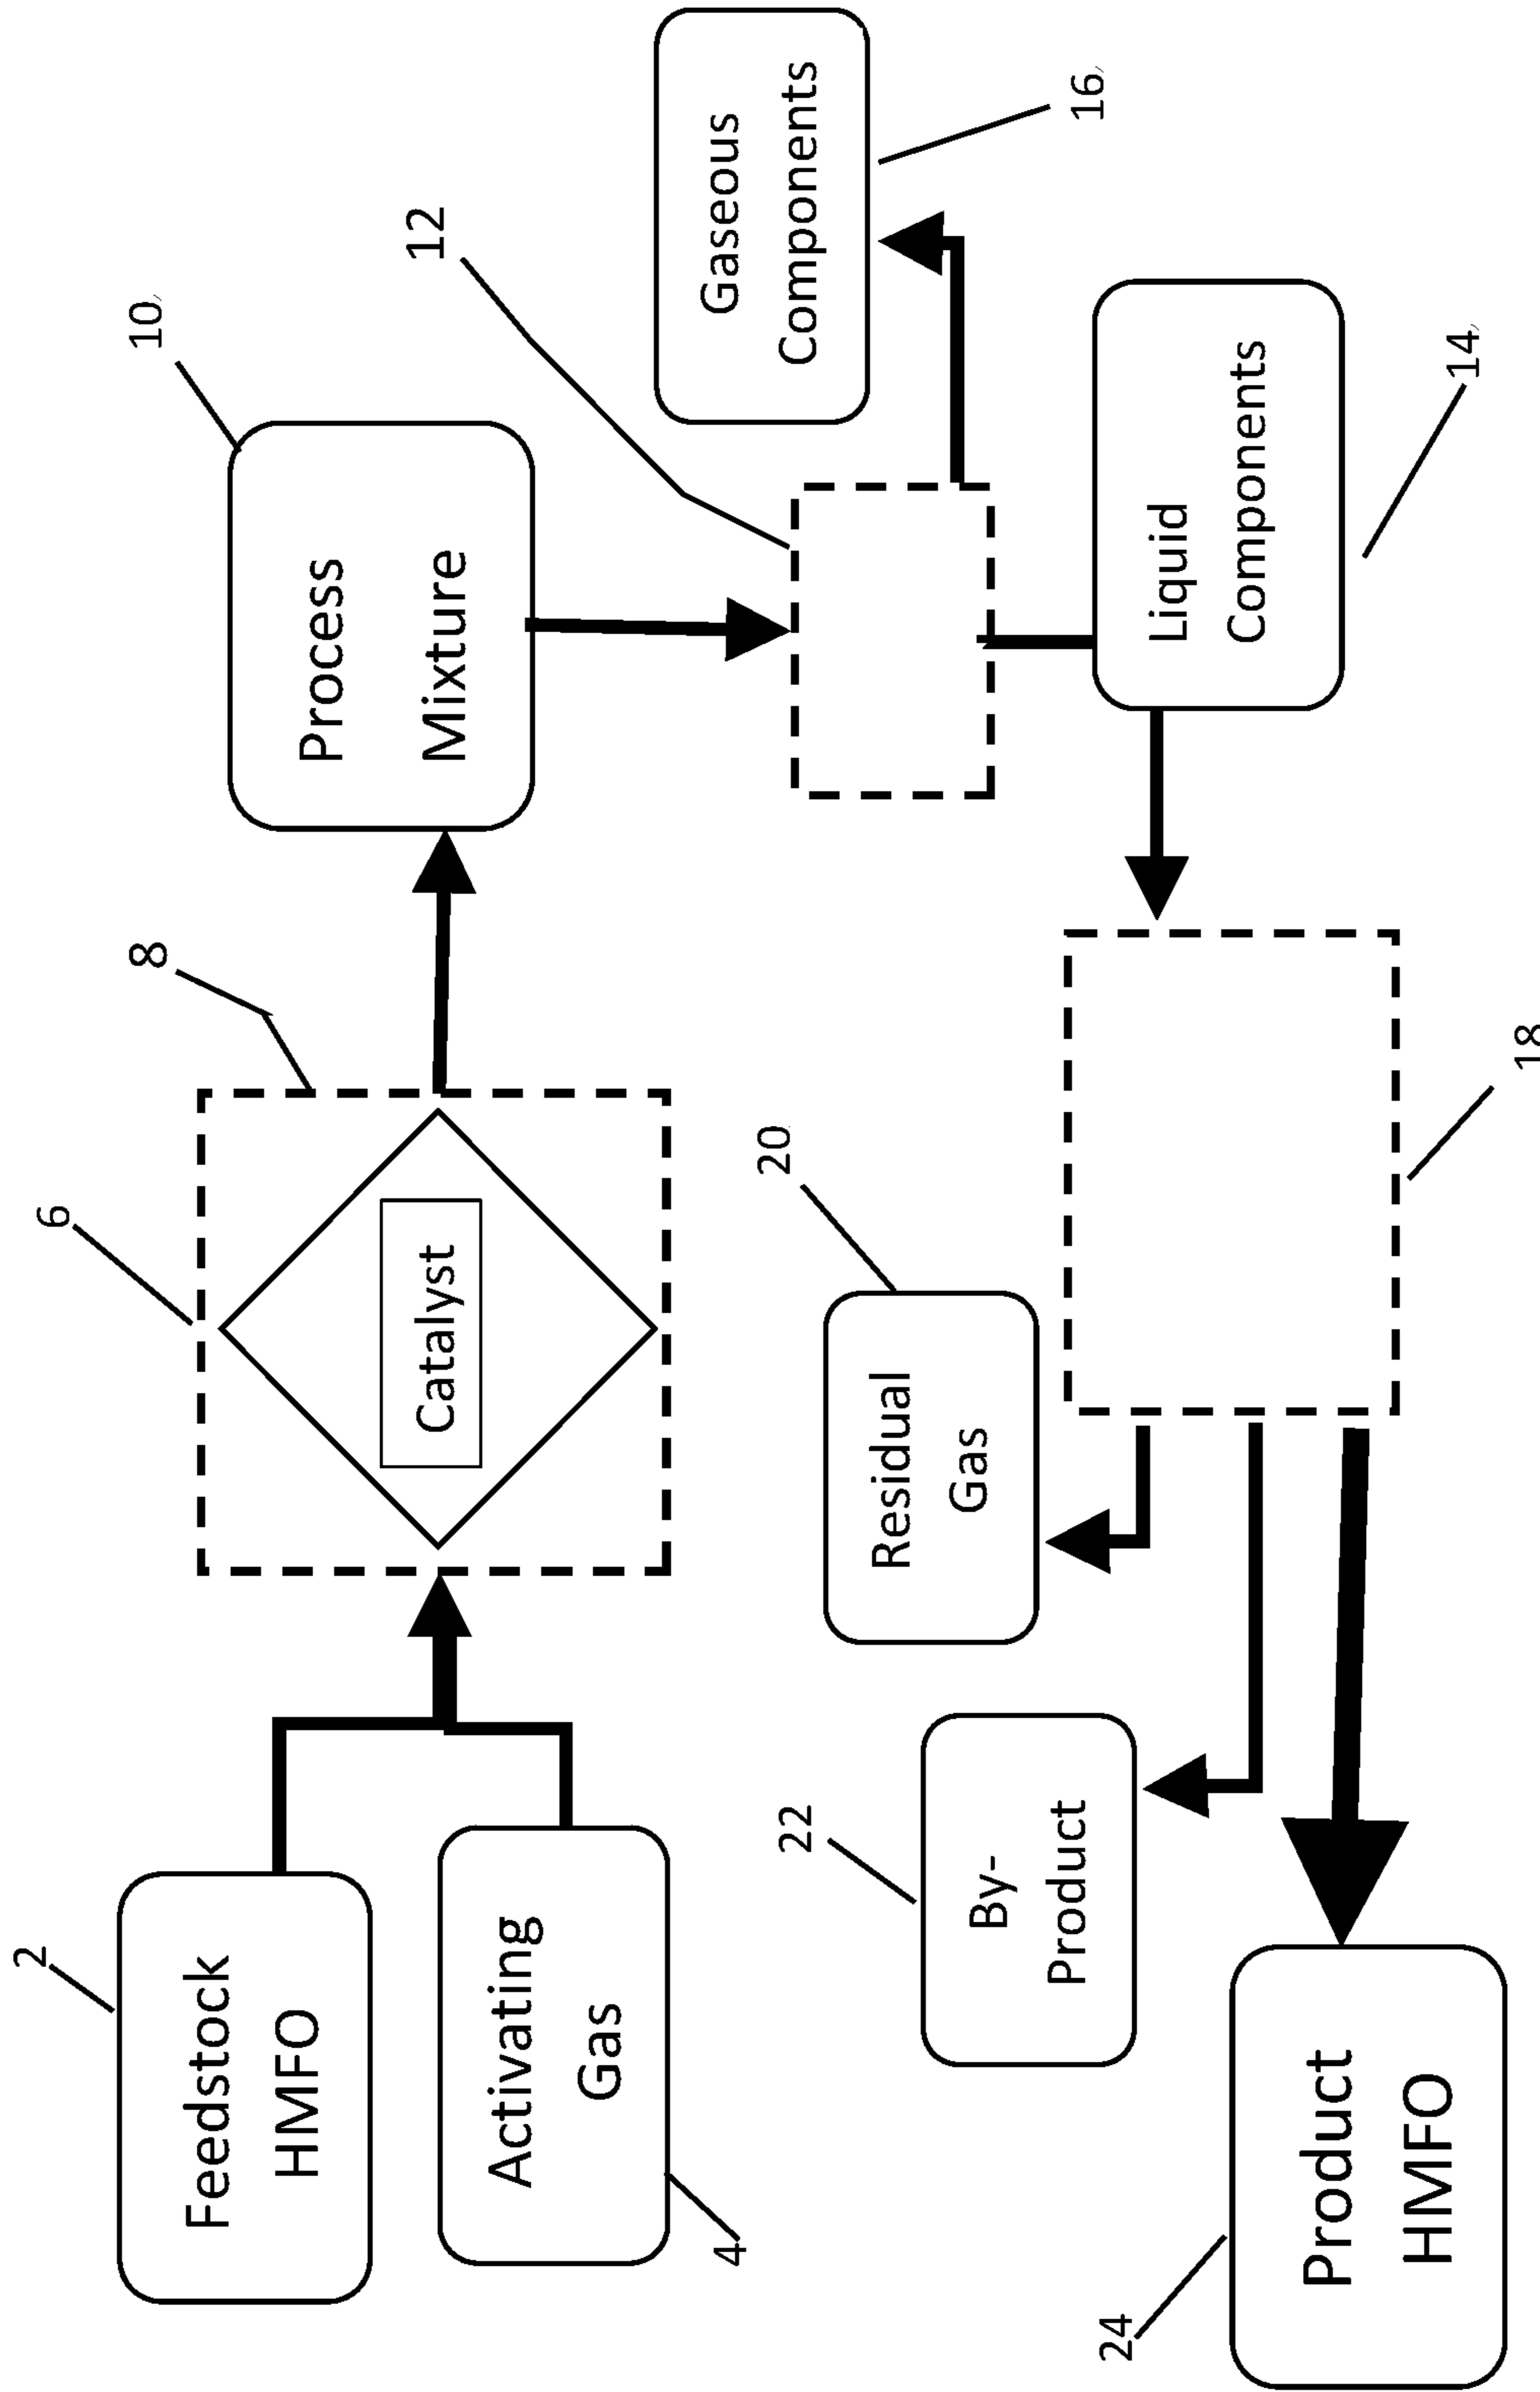 2
Feedstock
HMFO
4
Activating
Gas
6
8
Catalyst
10,
Process
Mixture
12
Gaseous
Components
16,
Liquid
Components
14,
18
20
Residual
Gas
22
By-
Product
24
Product
HMFO